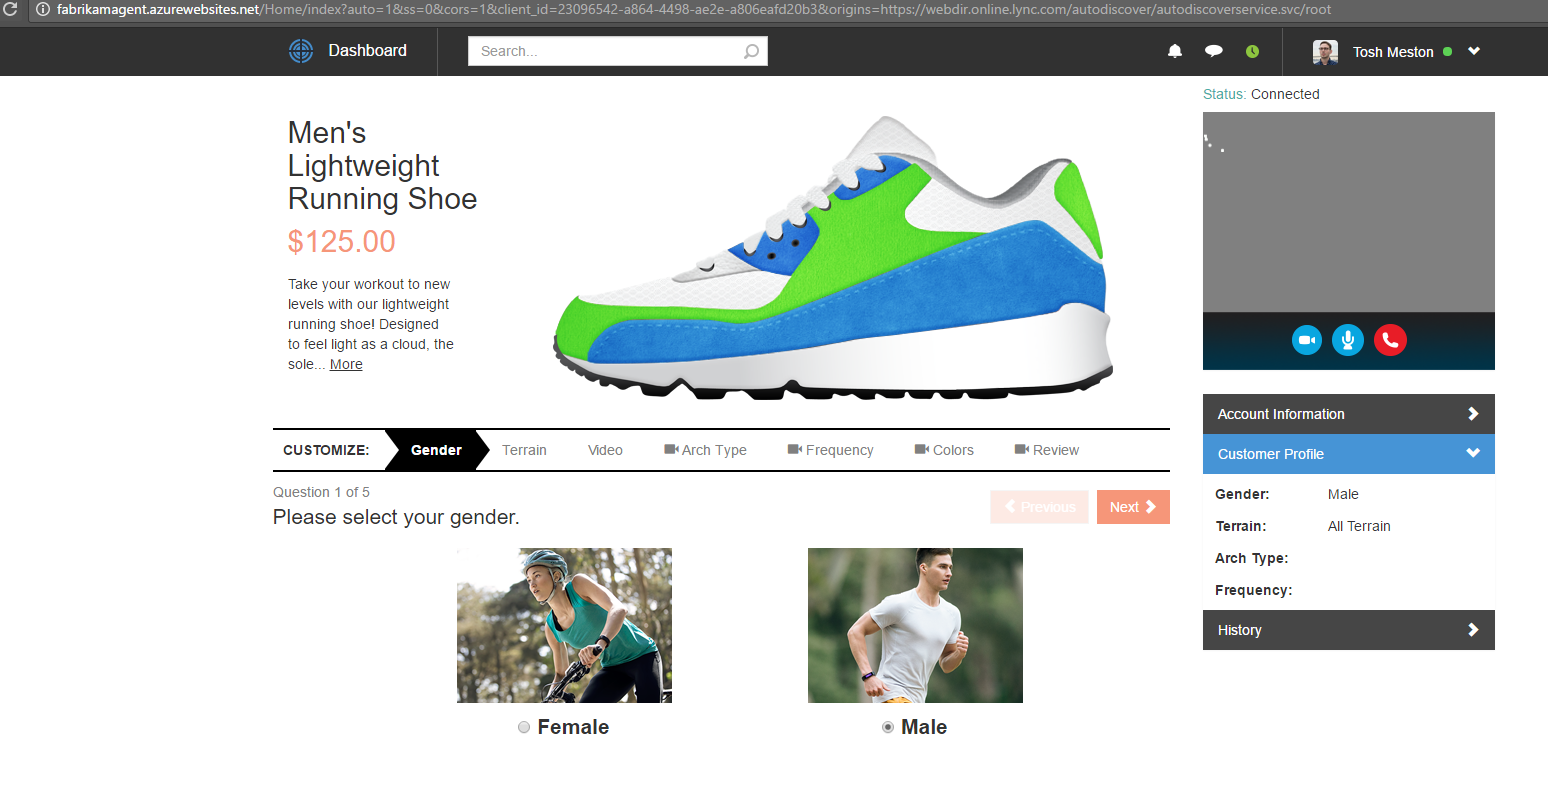 fabrikamagent.azurewebsites.net/Home/index?auto=1&ss=0&cors=1&client_id=23096542-a864-4498-ae2e-a806eafd20b3&origins=https://webdir.online.lync.com/autodiscover/autodiscoverservice.svc/root
Dashboard
Search...
Tosh Meston
Status: Connected
Men's
Lightweight
Running Shoe
$125.00
Take your workout to new
levels with our lightweight
running shoe! Designed
to feel light as a cloud, the
sole... More
CUSTOMIZE: Gender Terrain Video Arch Type Frequency Colors Review
Question 1 of 5
Please select your gender.
Previous
Next
Female
Male
Account Information
Customer Profile
Gender: Male
Terrain: All Terrain
Arch Type:
Frequency:
History